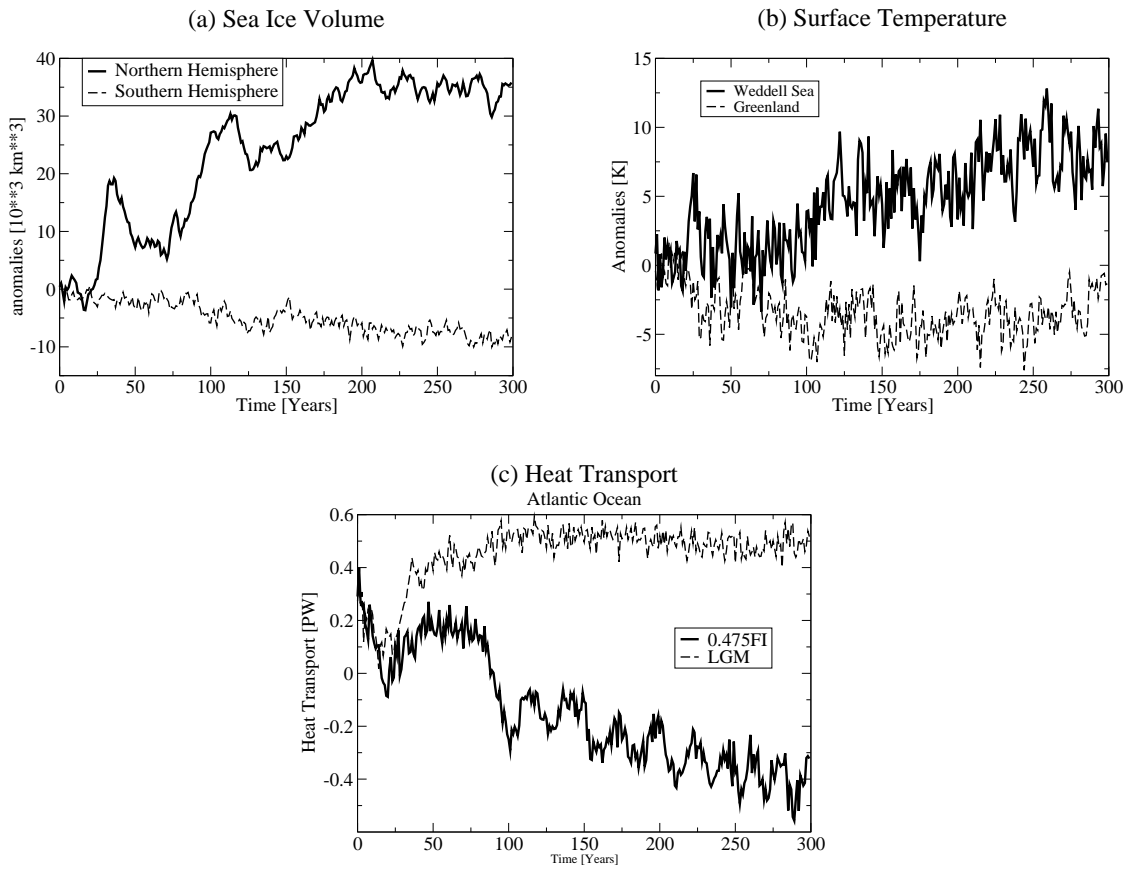 (a) Sea Ice Volume
40
30
20
10
0
-10
anomalies [10**3 km**3]
Northern Hemisphere
Southern Hemisphere
0 50 100 150 200 250 300
Time [Years]
(b) Surface Temperature
15
10
5
0
-5
Anomalies [K]
Weddell Sea
Greenland
0 50 100 150 200 250 300
Time [Years]
(c) Heat Transport
Atlantic Ocean
0.6
0.4
0.2
0
-0.2
-0.4
Heat Transport [PW]
0.475FI
LGM
0 50 100 150 200 250 300
Time [Years]